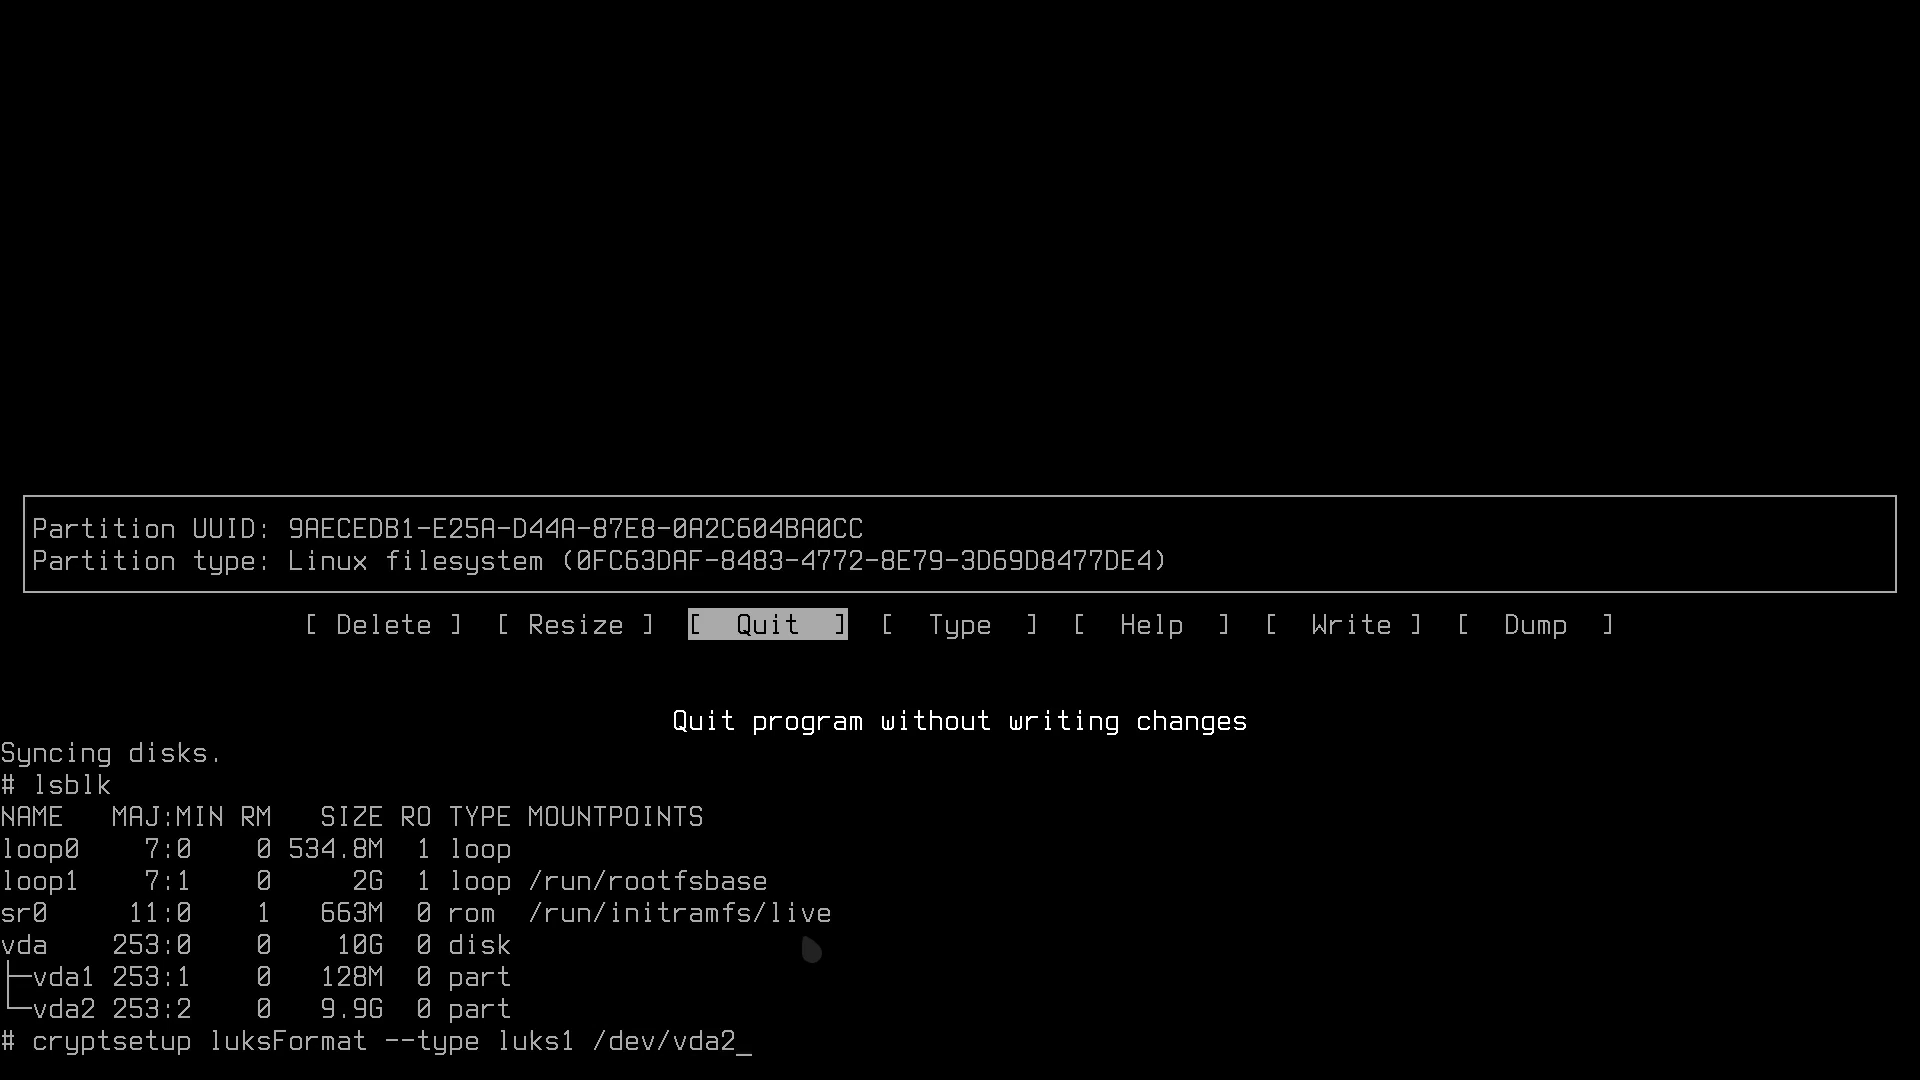 Partition UUID: 9AECEDB1-E25A-D44A-87E8-0A2C604BA0CC
Partition type: Linux filesystem (0FC63DAF-8483-4772-8E79-3D69D8477DE4)
[ Delete ]  [ Resize ]  [  Quit  ]  [  Type  ]  [  Help  ]  [  Write ]  [  Dump  ]
Quit program without writing changes
Syncing disks.
# lsblk
NAME   MAJ:MIN RM   SIZE RO TYPE MOUNTPOINTS
loop0    7:0    0 534.8M  1 loop
loop1    7:1    0     2G  1 loop /run/rootfsbase
sr0     11:0    1   663M  0 rom  /run/initramfs/live
vda    253:0    0    10G  0 disk
├─vda1 253:1    0   128M  0 part
└─vda2 253:2    0   9.9G  0 part
# cryptsetup luksFormat --type luks1 /dev/vda2_